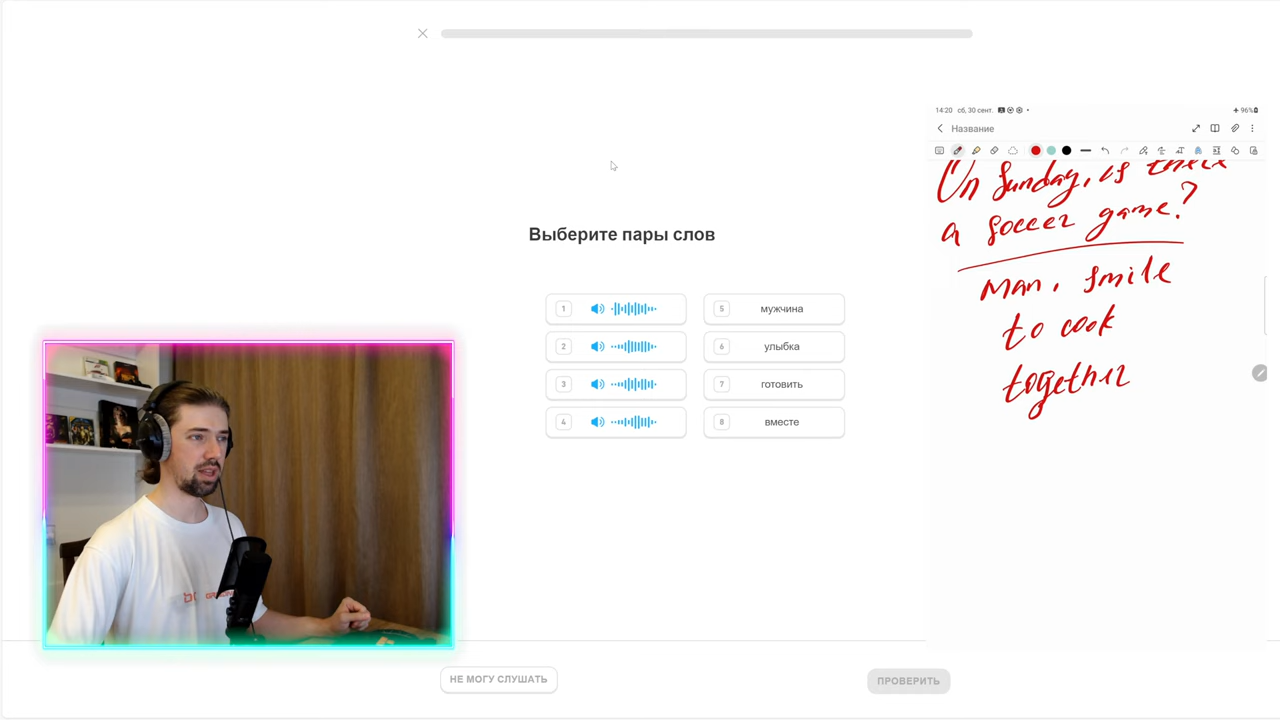 Выберите пары слов
1
2
3
4
5 мужчина
6 улыбка
7 готовить
8 вместе
НЕ МОГУ СЛУШАТЬ
ПРОВЕРИТЬ
14:20 сб, 30 сент.
96%
Название
On Sunday, is there
a soccer game?
man, smile
to cook
together